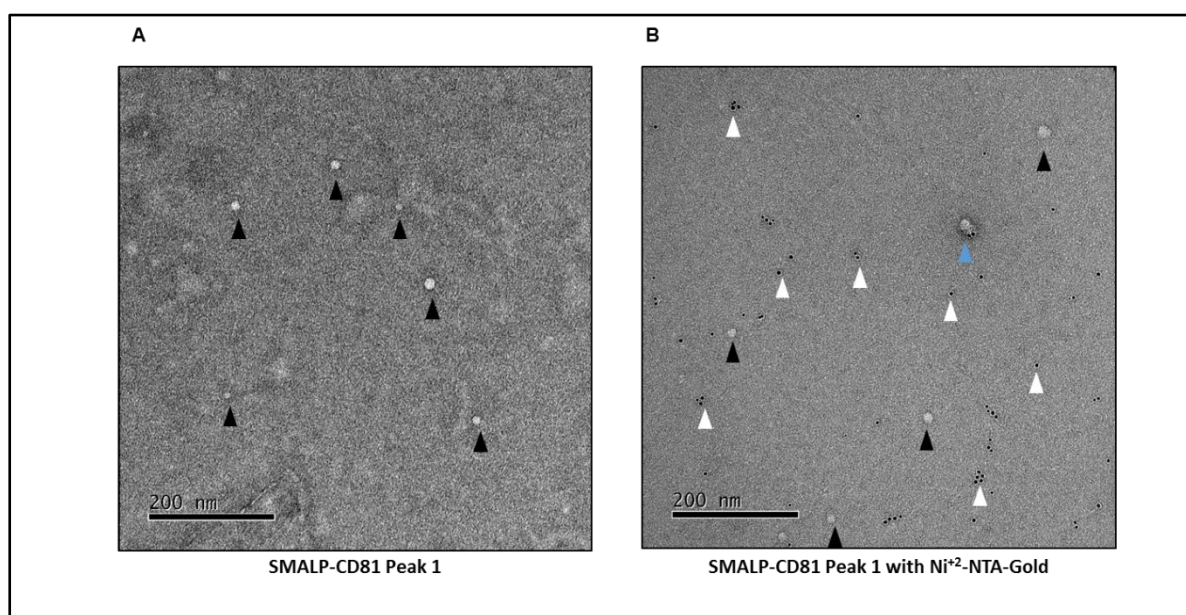 A
B
200 nm
200 nm
SMALP-CD81 Peak 1
SMALP-CD81 Peak 1 with Ni⁺²-NTA-Gold